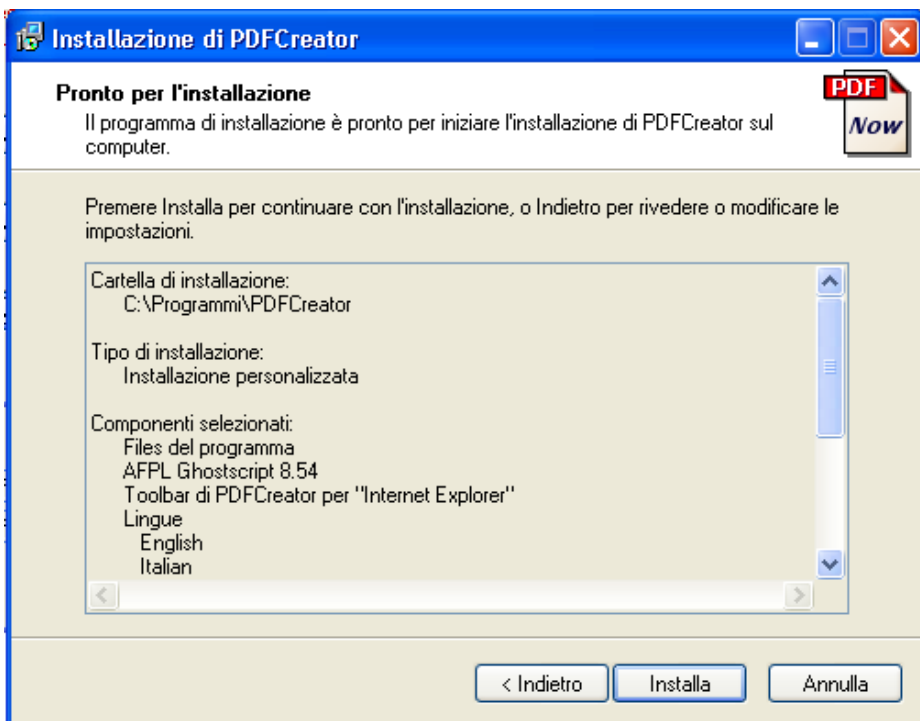 Installazione di PDFCreator
Pronto per l'installazione
Il programma di installazione è pronto per iniziare l'installazione di PDFCreator sul
computer.
PDF
Now
Premere Installa per continuare con l'installazione, o Indietro per rivedere o modificare le
impostazioni.
Cartella di installazione:
C:\Programmi\PDFCreator
Tipo di installazione:
Installazione personalizzata
Componenti selezionati:
Files del programma
AFPL Ghostscript 8.54
Toolbar di PDFCreator per "Internet Explorer"
Lingue
English
Italian
< Indietro
Installa
Annulla